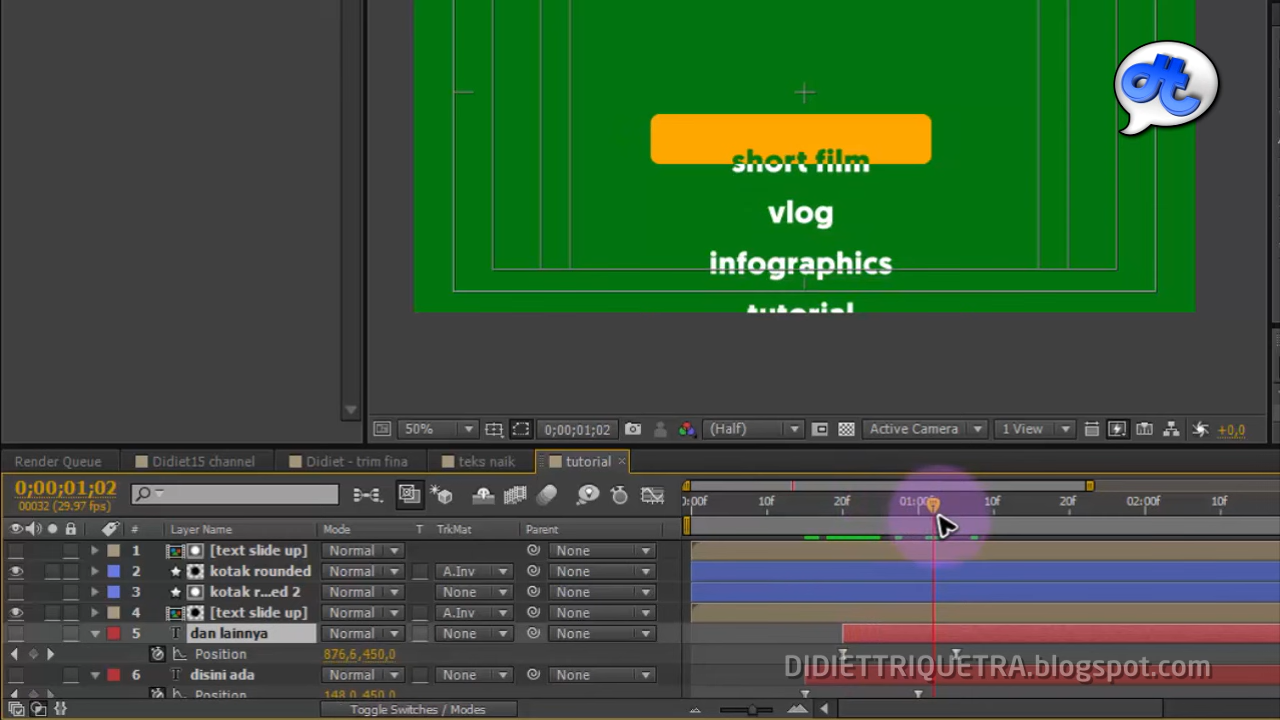 dt
short film
vlog
infographics
tutorial
50% 0;00;01;02 (Half) Active Camera 1 View +0,0
Render Queue Didiet15 channel Didiet - trim fina teks naik tutorial ×
0;00;01;02
00032 (29.97 fps)
0:00f 10f 20f 01:00f 10f 20f 02:00f 10f
# Layer Name Mode T TrkMat Parent
1 [text slide up] Normal None
2 kotak rounded Normal A.Inv None
3 kotak r...ed 2 Normal None None
4 [text slide up] Normal A.Inv None
5 T dan lainnya Normal None None
Position 876,6,450,0
6 T disini ada Normal None None
Position 148,0,450,0
DIDIETTRIQUETRA.blogspot.com
Toggle Switches / Modes